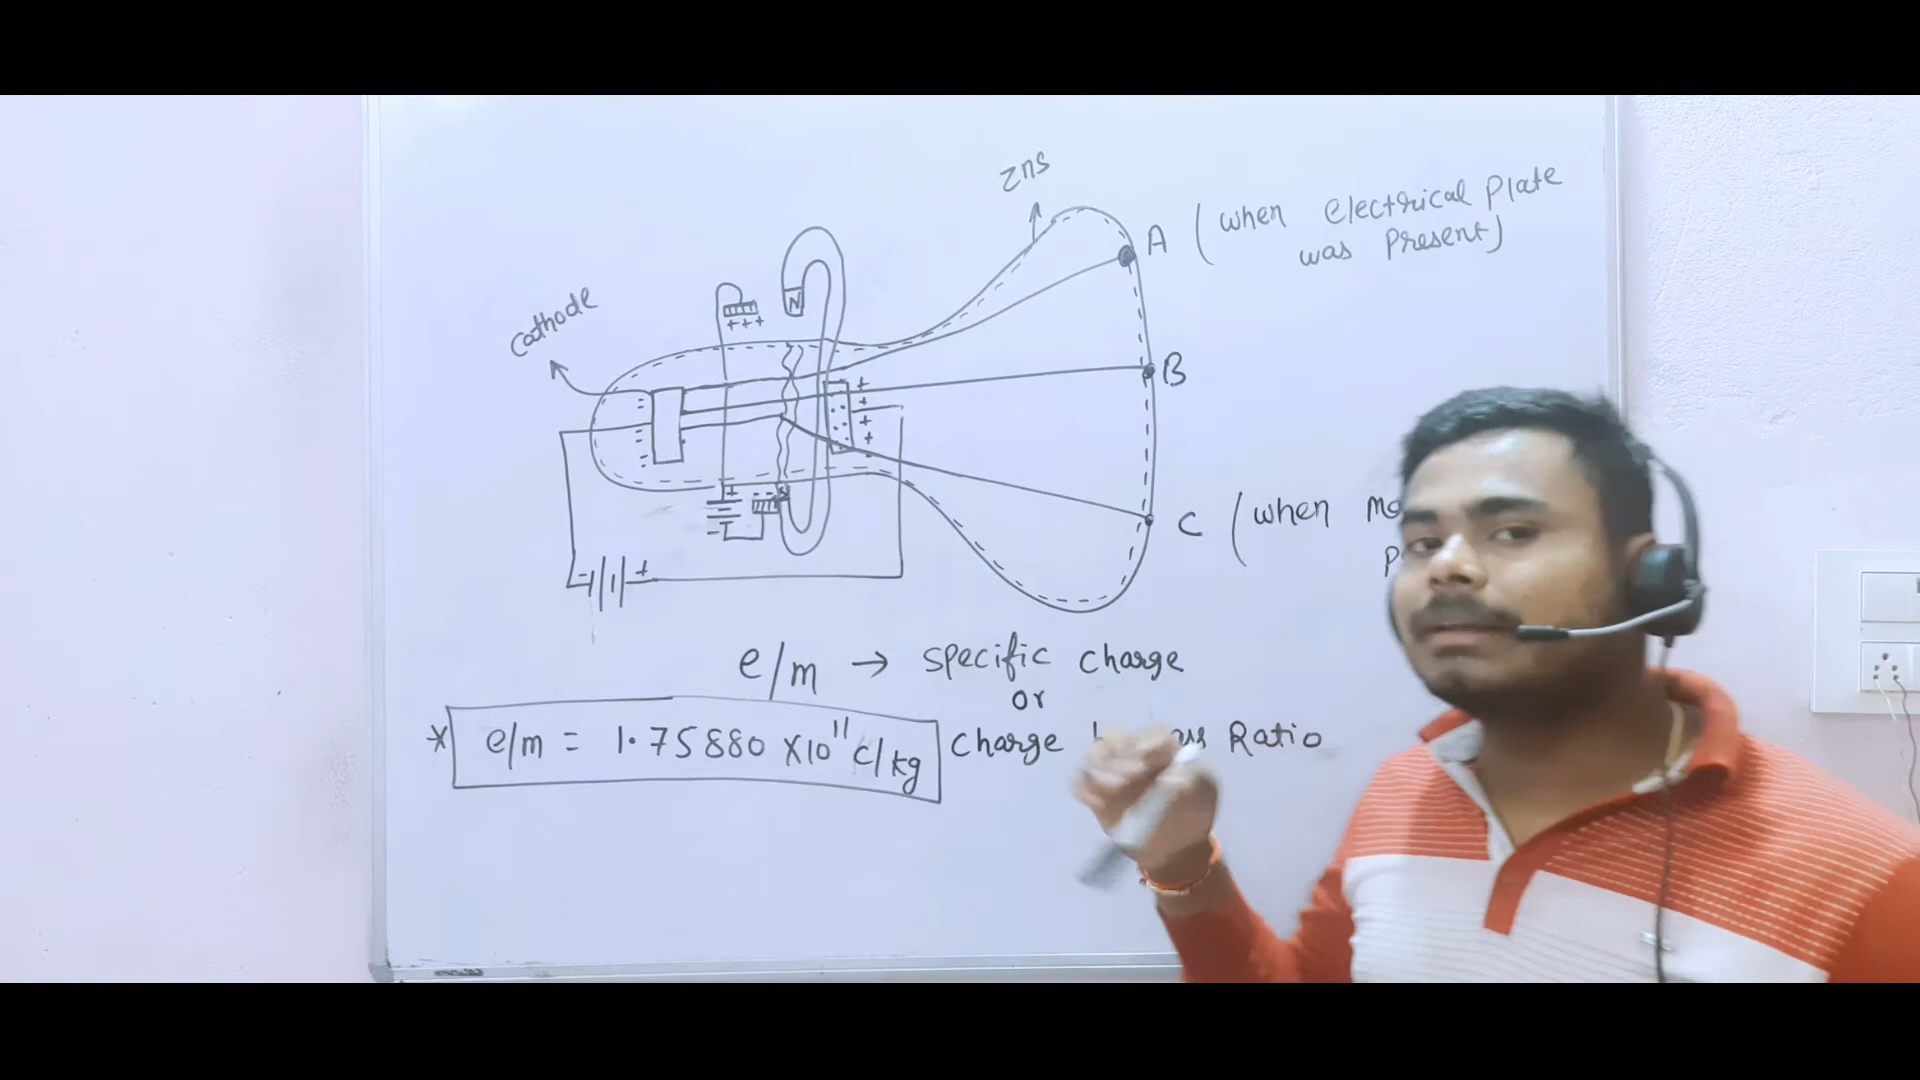 zns
A (when electrical plate
was present)
cathode
N
+++
B
+
+
+
+
+
S
C (when
- +
e/m → specific charge
or
* e/m = 1.75880 X10¹¹ c/kg charge Ratio